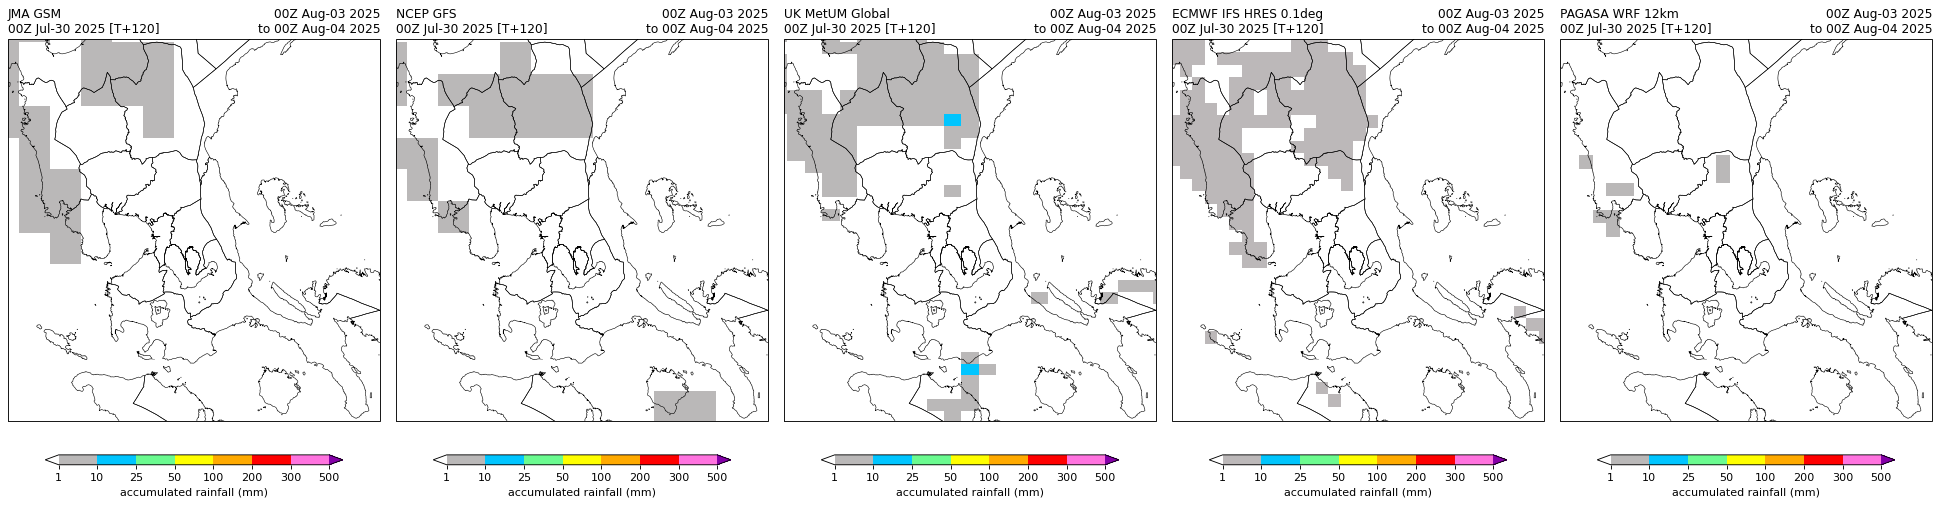 JMA GSM 00Z Aug-03 2025
00Z Jul-30 2025 [T+120] to 00Z Aug-04 2025
NCEP GFS 00Z Aug-03 2025
00Z Jul-30 2025 [T+120] to 00Z Aug-04 2025
UK MetUM Global 00Z Aug-03 2025
00Z Jul-30 2025 [T+120] to 00Z Aug-04 2025
ECMWF IFS HRES 0.1deg 00Z Aug-03 2025
00Z Jul-30 2025 [T+120] to 00Z Aug-04 2025
PAGASA WRF 12km 00Z Aug-03 2025
00Z Jul-30 2025 [T+120] to 00Z Aug-04 2025
1 10 25 50 100 200 300 500
accumulated rainfall (mm)
1 10 25 50 100 200 300 500
accumulated rainfall (mm)
1 10 25 50 100 200 300 500
accumulated rainfall (mm)
1 10 25 50 100 200 300 500
accumulated rainfall (mm)
1 10 25 50 100 200 300 500
accumulated rainfall (mm)